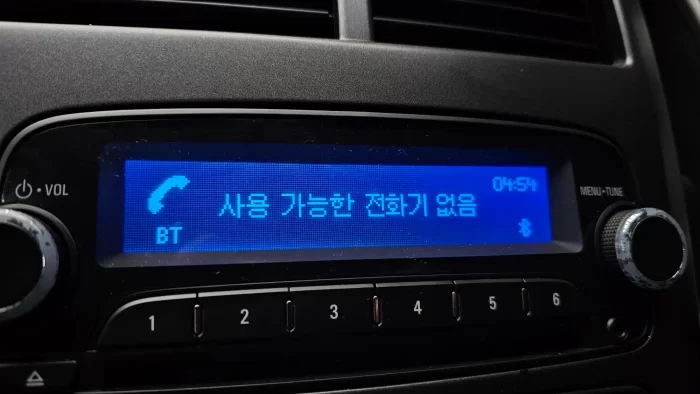 VOL
04:54
MENU-TUNE
사용 가능한 전화기 없음
BT
1 2 3 4 5 6